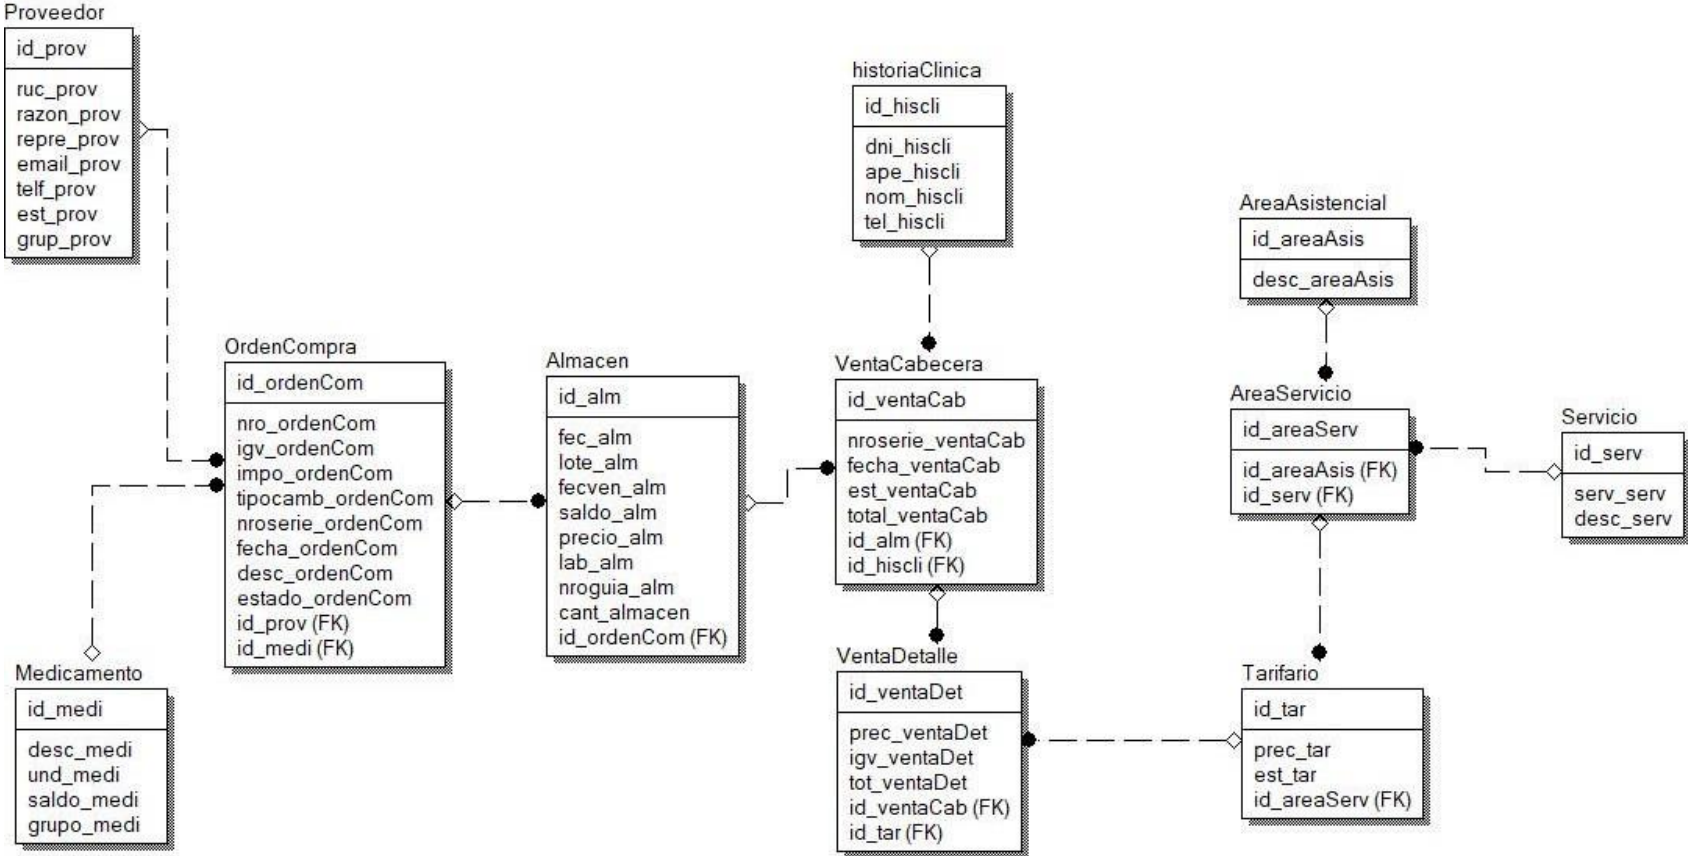 Proveedor
id_prov
ruc_prov
razon_prov
repre_prov
email_prov
telf_prov
est_prov
grup_prov
historiaClinica
id_hiscli
dni_hiscli
ape_hiscli
nom_hiscli
tel_hiscli
AreaAsistencial
id_areaAsis
desc_areaAsis
OrdenCompra
id_ordenCom
nro_ordenCom
igv_ordenCom
impo_ordenCom
tipocamb_ordenCom
nroserie_ordenCom
fecha_ordenCom
desc_ordenCom
estado_ordenCom
id_prov (FK)
id_medi (FK)
Almacen
id_alm
fec_alm
lote_alm
fecven_alm
saldo_alm
precio_alm
lab_alm
nroguia_alm
cant_almacen
id_ordenCom (FK)
VentaCabecera
id_ventaCab
nroserie_ventaCab
fecha_ventaCab
est_ventaCab
total_ventaCab
id_alm (FK)
id_hiscli (FK)
AreaServicio
id_areaServ
id_areaAsis (FK)
id_serv (FK)
Servicio
id_serv
serv_serv
desc_serv
Medicamento
id_medi
desc_medi
und_medi
saldo_medi
grupo_medi
VentaDetalle
id_ventaDet
prec_ventaDet
igv_ventaDet
tot_ventaDet
id_ventaCab (FK)
id_tar (FK)
Tarifario
id_tar
prec_tar
est_tar
id_areaServ (FK)